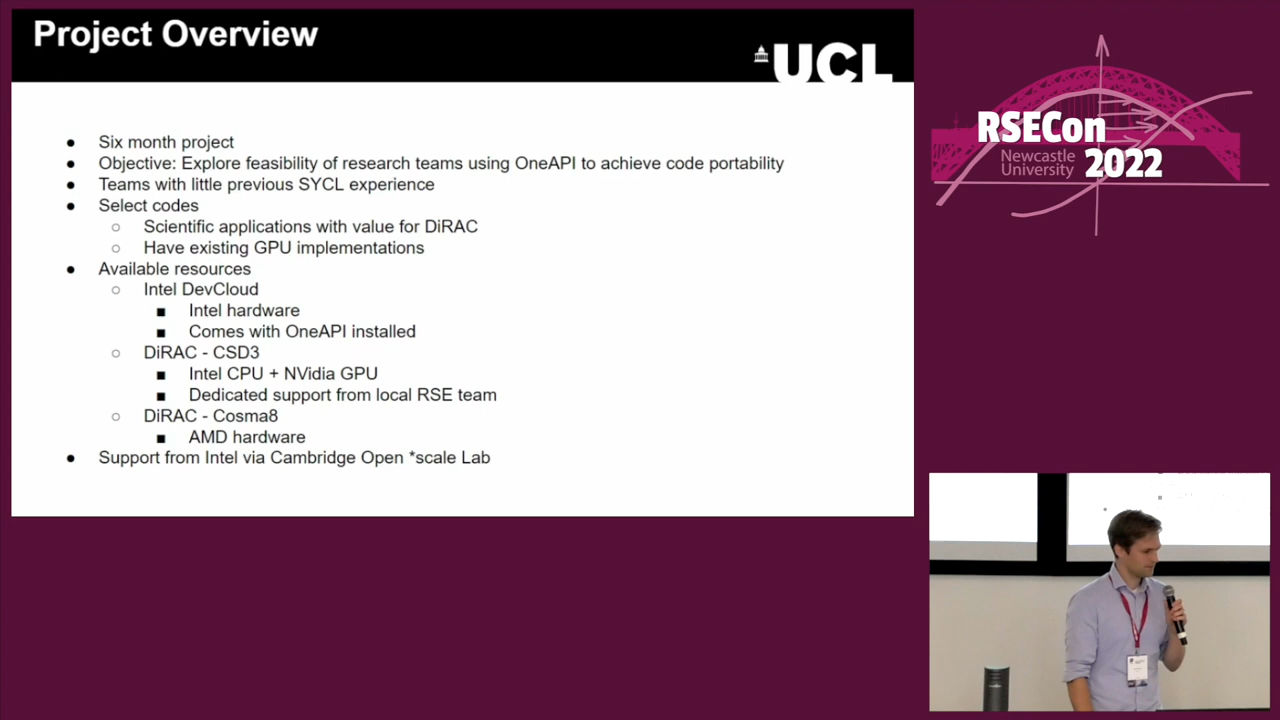 Project Overview
UCL
Six month project
Objective: Explore feasibility of research teams using OneAPI to achieve code portability
Teams with little previous SYCL experience
Select codes
Scientific applications with value for DiRAC
Have existing GPU implementations
Available resources
Intel DevCloud
Intel hardware
Comes with OneAPI installed
DiRAC - CSD3
Intel CPU + NVidia GPU
Dedicated support from local RSE team
DiRAC - Cosma8
AMD hardware
Support from Intel via Cambridge Open *scale Lab
RSECon
Newcastle
University
2022